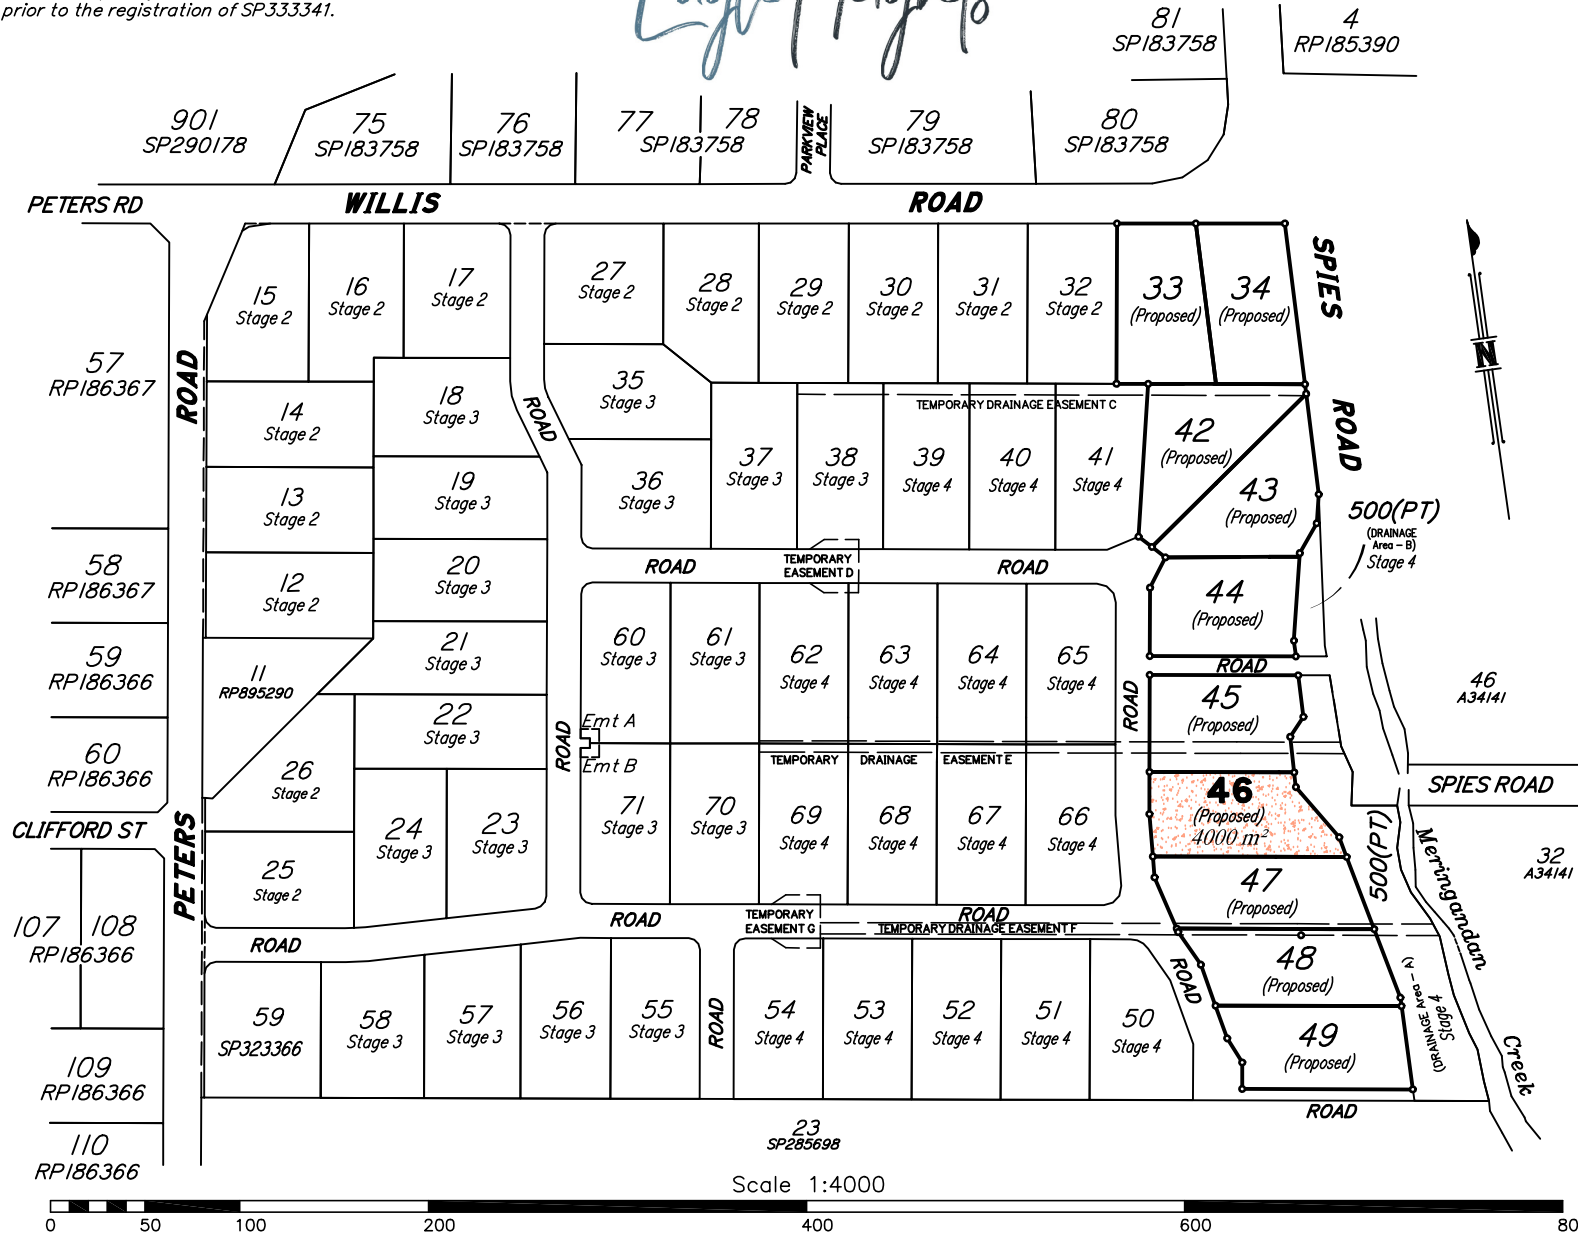 prior to the registration of SP333341.
81
SP183758
4
RP185390
901
SP290178
75
SP183758
76
SP183758
77
78
SP183758
PARKVIEW
PLACE
79
SP183758
80
SP183758
PETERS RD
WILLIS
ROAD
SPIES
ROAD
15
Stage 2
16
Stage 2
17
Stage 2
27
Stage 2
28
Stage 2
29
Stage 2
30
Stage 2
31
Stage 2
32
Stage 2
33
(Proposed)
34
(Proposed)
N
57
RP186367
ROAD
14
Stage 2
18
Stage 3
ROAD
35
Stage 3
TEMPORARY DRAINAGE EASEMENT C
42
(Proposed)
13
Stage 2
19
Stage 3
36
Stage 3
37
Stage 3
38
Stage 3
39
Stage 4
40
Stage 4
41
Stage 4
43
(Proposed)
500(PT)
(DRAINAGE
Area - B)
Stage 4
58
RP186367
12
Stage 2
20
Stage 3
ROAD
TEMPORARY
EASEMENT D
ROAD
44
(Proposed)
59
RP186366
11
RP895290
21
Stage 3
60
Stage 3
61
Stage 3
62
Stage 4
63
Stage 4
64
Stage 4
65
Stage 4
ROAD
ROAD
45
(Proposed)
46
A34141
60
RP186366
22
Stage 3
ROAD
Emt A
Emt B
TEMPORARY DRAINAGE EASEMENT E
26
Stage 2
SPIES ROAD
46
(Proposed)
4000 m²
CLIFFORD ST
PETERS
24
Stage 3
23
Stage 3
71
Stage 3
70
Stage 3
69
Stage 4
68
Stage 4
67
Stage 4
66
Stage 4
500(PT)
Meringandan
32
A34141
25
Stage 2
47
(Proposed)
107
108
RP186366
ROAD
ROAD
TEMPORARY
EASEMENT G
ROAD
TEMPORARY DRAINAGE EASEMENT F
ROAD
48
(Proposed)
(DRAINAGE Area - A)
Stage 4
59
SP323366
58
Stage 3
57
Stage 3
56
Stage 3
55
Stage 3
ROAD
54
Stage 4
53
Stage 4
52
Stage 4
51
Stage 4
50
Stage 4
49
(Proposed)
Creek
109
RP186366
ROAD
110
RP186366
23
SP285698
Scale 1:4000
0 50 100 200 400 600 80